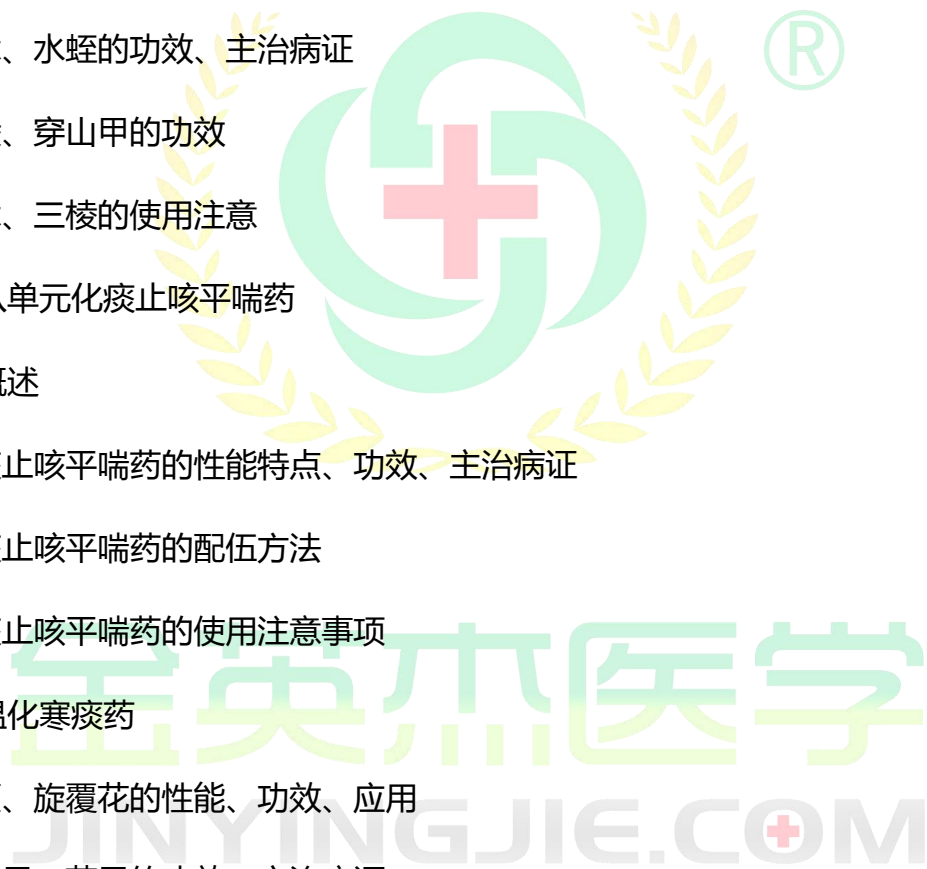 、水蛭的功效、主治病证
、穿山甲的功效
、三棱的使用注意
单元化痰止咳平喘药
概述
止咳平喘药的性能特点、功效、主治病证
止咳平喘药的配伍方法
止咳平喘药的使用注意事项
温化寒痰药
、旋覆花的性能、功效、应用
金英杰医学
JINYINGJIE.COM
®